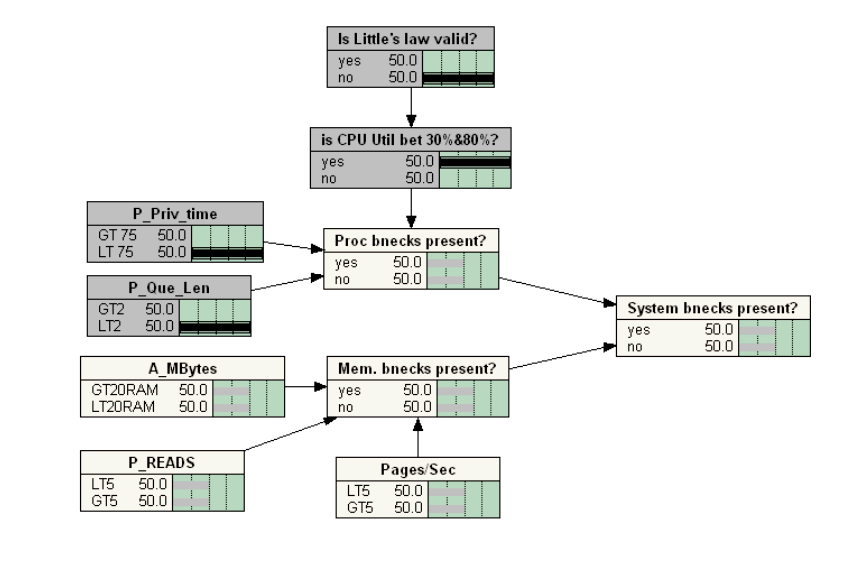 Is Little's law valid?
yes 50.0
no 50.0
is CPU Util bet 30%&80%?
yes 50.0
no 50.0
P_Priv_time
GT 75 50.0
LT 75 50.0
Proc bnecks present?
yes 50.0
no 50.0
P_Que_Len
GT2 50.0
LT2 50.0
System bnecks present?
yes 50.0
no 50.0
A_MBytes
GT20RAM 50.0
LT20RAM 50.0
Mem. bnecks present?
yes 50.0
no 50.0
P_READS
LT5 50.0
GT5 50.0
Pages/Sec
LT5 50.0
GT5 50.0